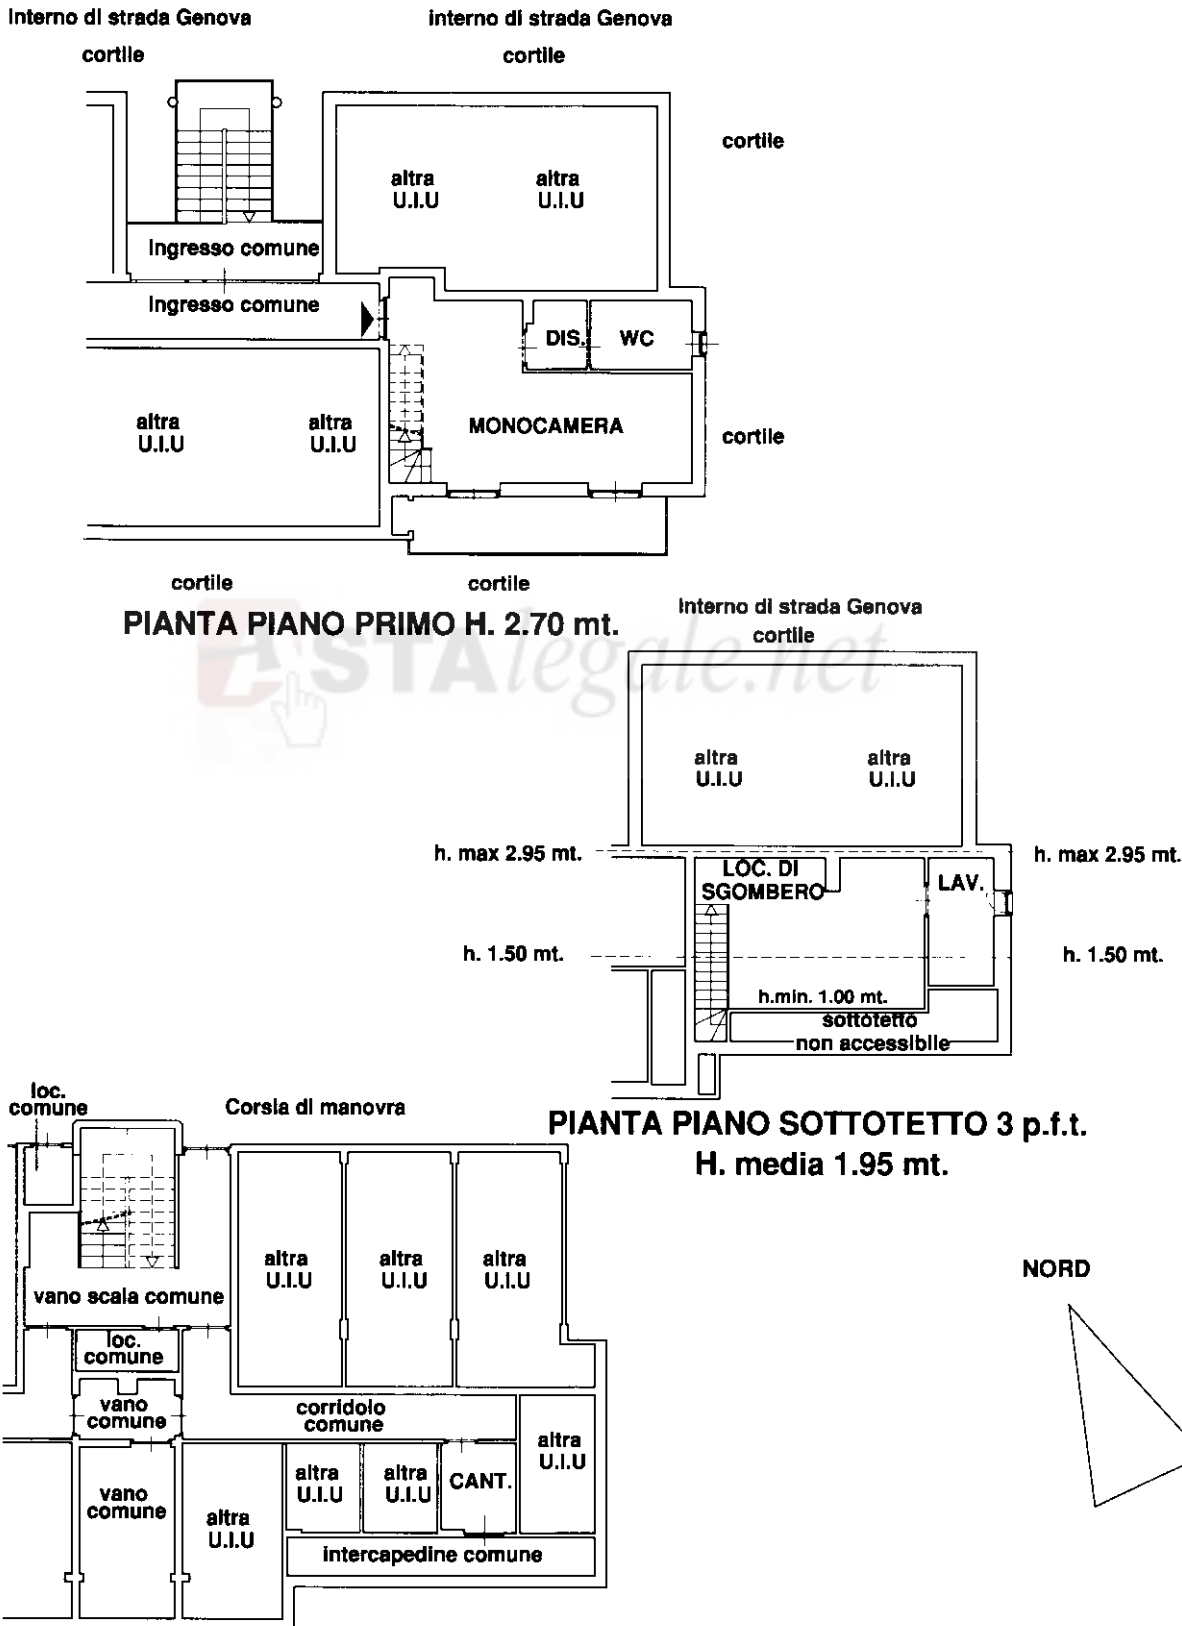 Interno di strada Genova
cortile
interno di strada Genova
cortile
cortile
altra
U.I.U
altra
U.I.U
Ingresso comune
Ingresso comune
DIS.
WC
altra
U.I.U
altra
U.I.U
MONOCAMERA
cortile
cortile
cortile
PIANTA PIANO PRIMO H. 2.70 mt.
ASTAlegale.net
Interno di strada Genova
cortile
altra
U.I.U
altra
U.I.U
h. max 2.95 mt.
h. max 2.95 mt.
LOC. DI
SGOMBERO
LAV.
h. 1.50 mt.
h. 1.50 mt.
h.min. 1.00 mt.
sottotetto
non accessibile
PIANTA PIANO SOTTOTETTO 3 p.f.t.
H. media 1.95 mt.
loc.
comune
Corsia di manovra
altra
U.I.U
altra
U.I.U
altra
U.I.U
vano scala comune
loc.
comune
vano
comune
corridoio
comune
altra
U.I.U
vano
comune
altra
U.I.U
altra
U.I.U
altra
U.I.U
CANT.
intercapedine comune
NORD